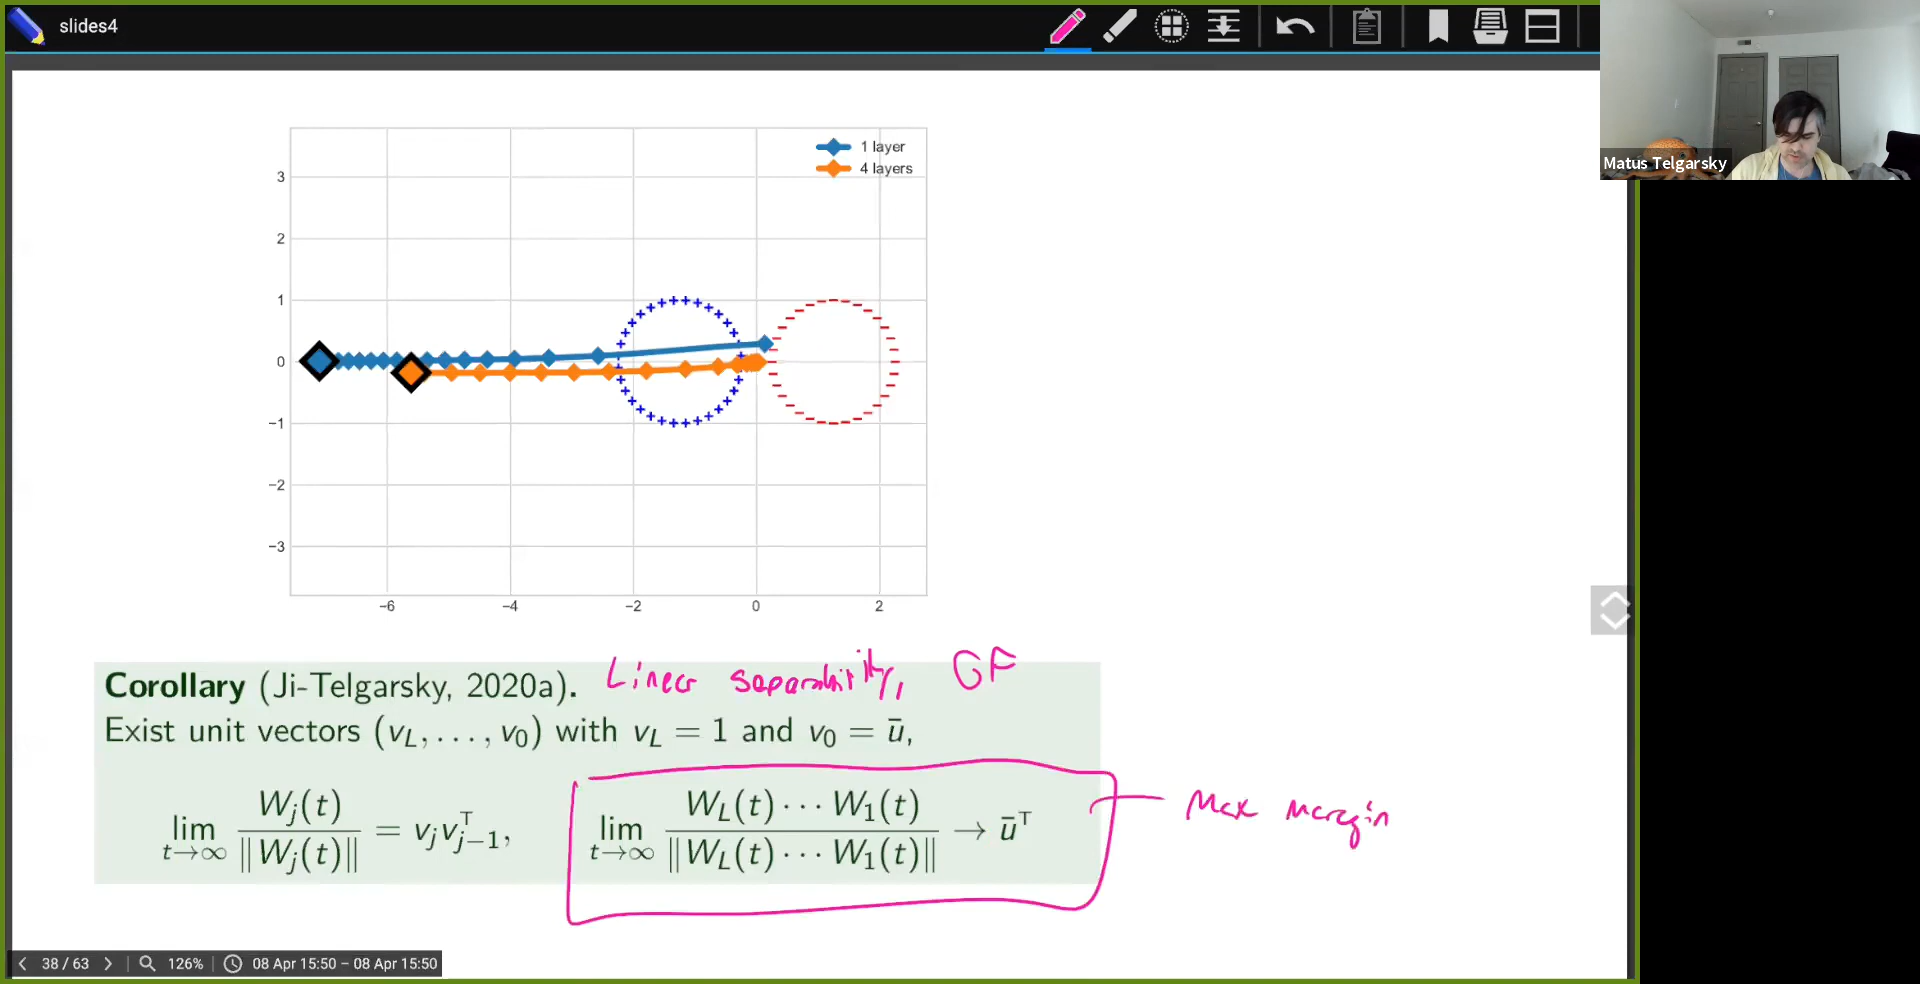 slides4
Matus Telgarsky
1 layer
4 layers
3
2
1
0
−1
−2
−3
−6
−4
−2
0
2
Corollary (Ji-Telgarsky, 2020a). Linear separability, GF
Exist unit vectors (v_L, . . . , v_0) with v_L = 1 and v_0 = ū,
lim_{t→∞} W_j(t) / ‖W_j(t)‖ = v_j v_{j−1}^⊤, lim_{t→∞} W_L(t) · · · W_1(t) / ‖W_L(t) · · · W_1(t)‖ → ū^⊤
Max margin
38 / 63 126% 08 Apr 15:50 – 08 Apr 15:50